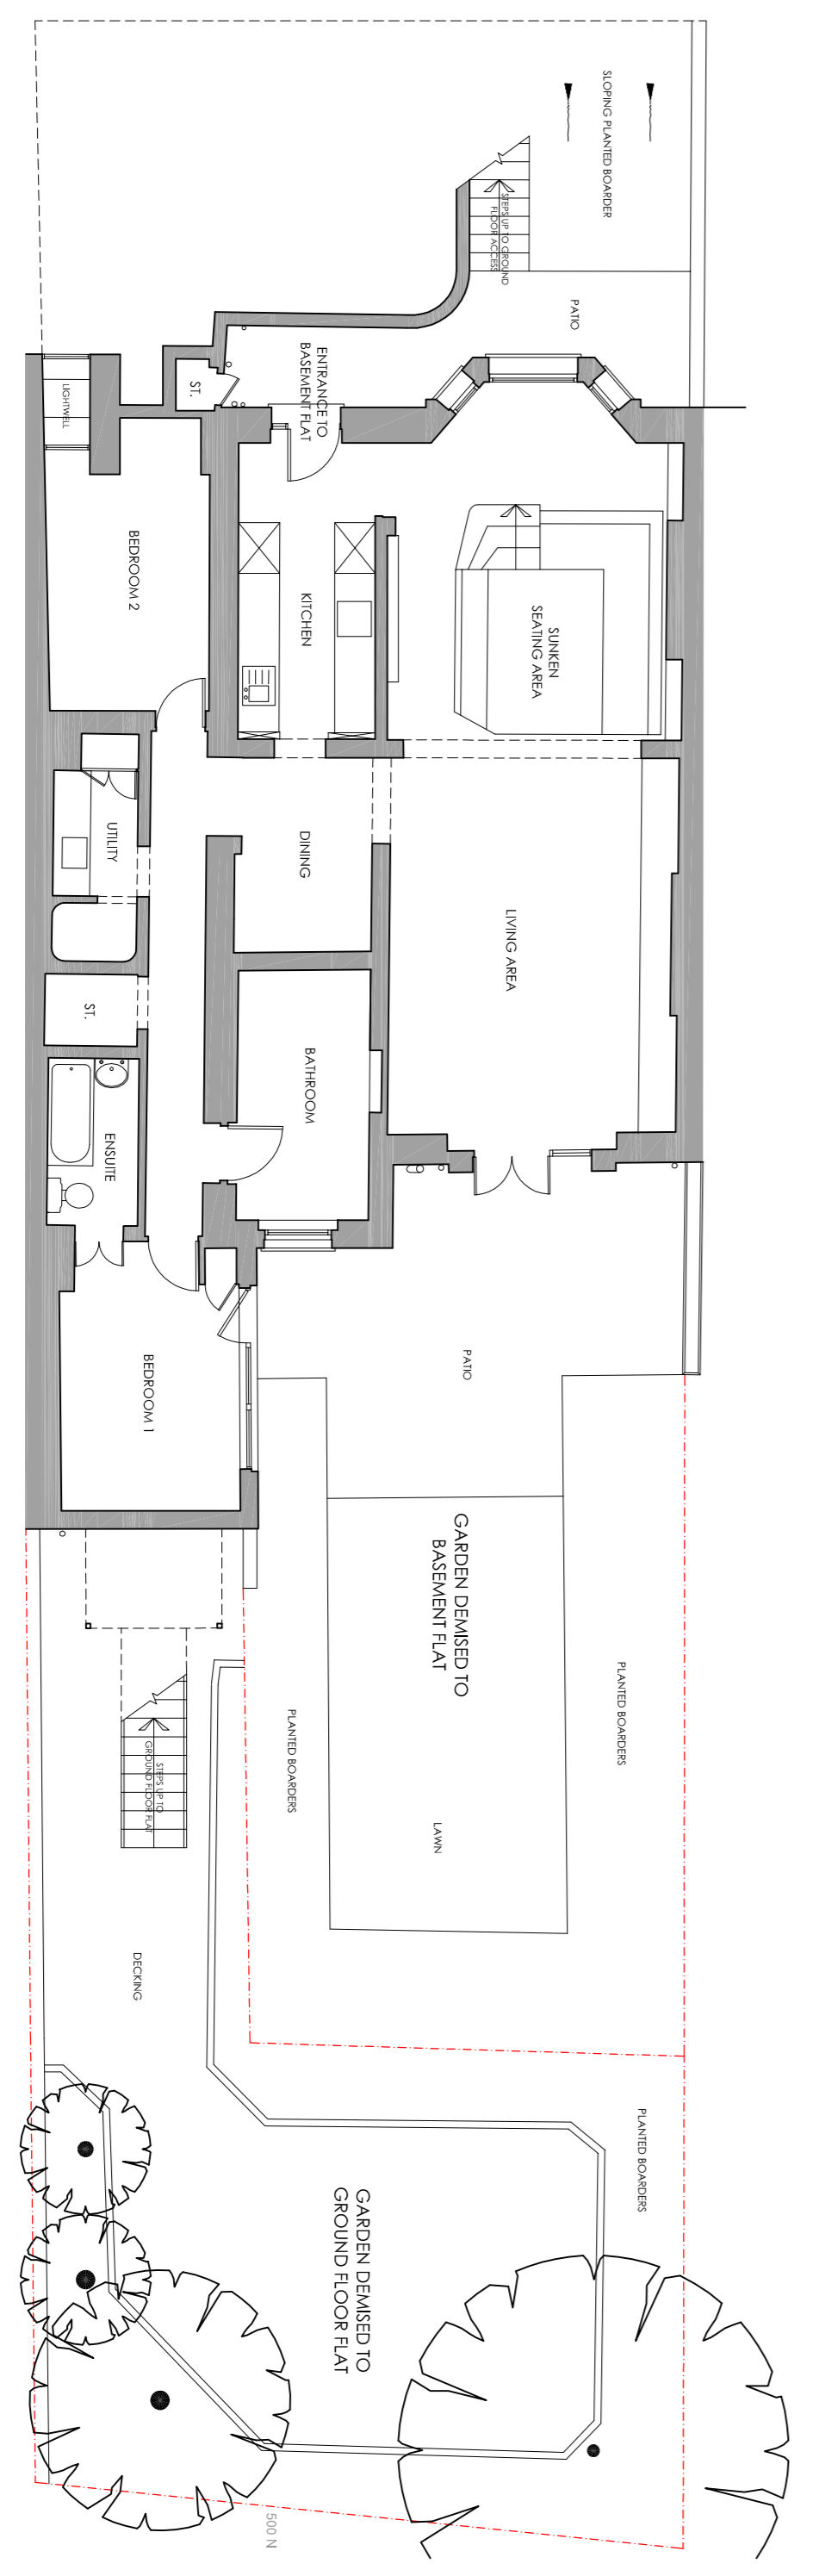 SLOPING PLANTED BOARDER
STEPS UP TO GROUND
FLOOR ACCESS
PATIO
ENTRANCE TO
BASEMENT FLAT
ST.
LIGHTWELL
BEDROOM 2
KITCHEN
SUNKEN
SEATING AREA
UTILITY
DINING
LIVING AREA
ST.
BATHROOM
ENSUITE
BEDROOM 1
PATIO
GARDEN DEMISED TO
BASEMENT FLAT
PLANTED BOARDERS
PLANTED BOARDERS
LAWN
STEPS UP TO
GROUND FLOOR FLAT
DECKING
PLANTED BOARDERS
GARDEN DEMISED TO
GROUND FLOOR FLAT
500 N